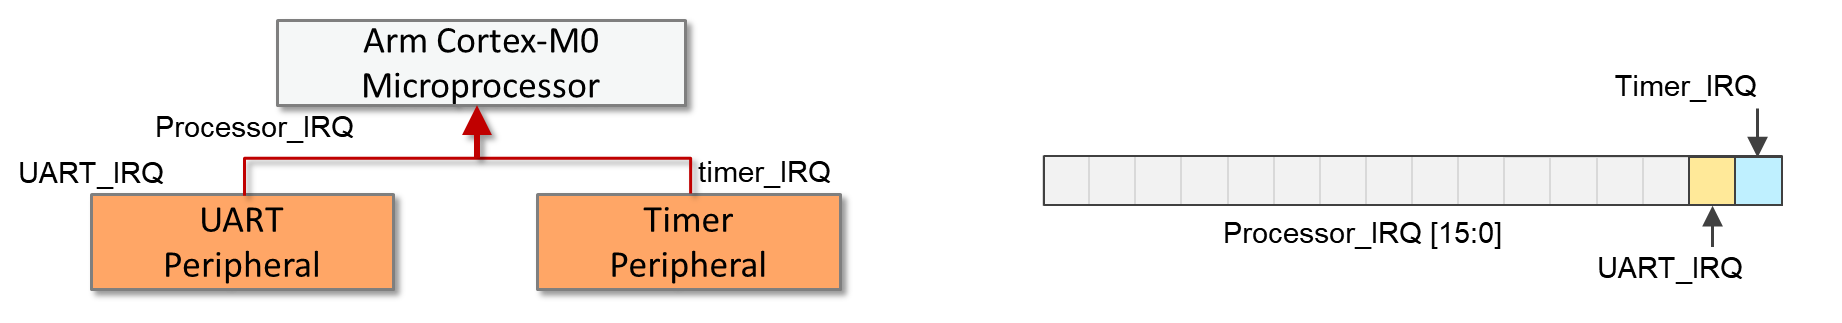 Arm Cortex-M0
Microprocessor
Processor_IRQ
UART_IRQ
timer_IRQ
UART
Peripheral
Timer
Peripheral
Timer_IRQ
Processor_IRQ [15:0]
UART_IRQ